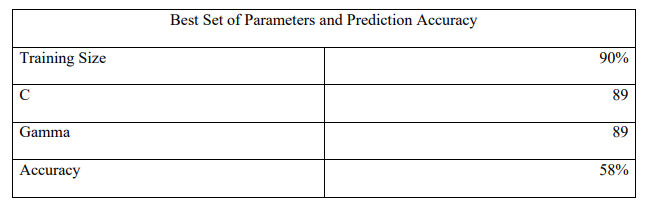 Best Set of Parameters and Prediction Accuracy
Training Size 90%
C 89
Gamma 89
Accuracy 58%